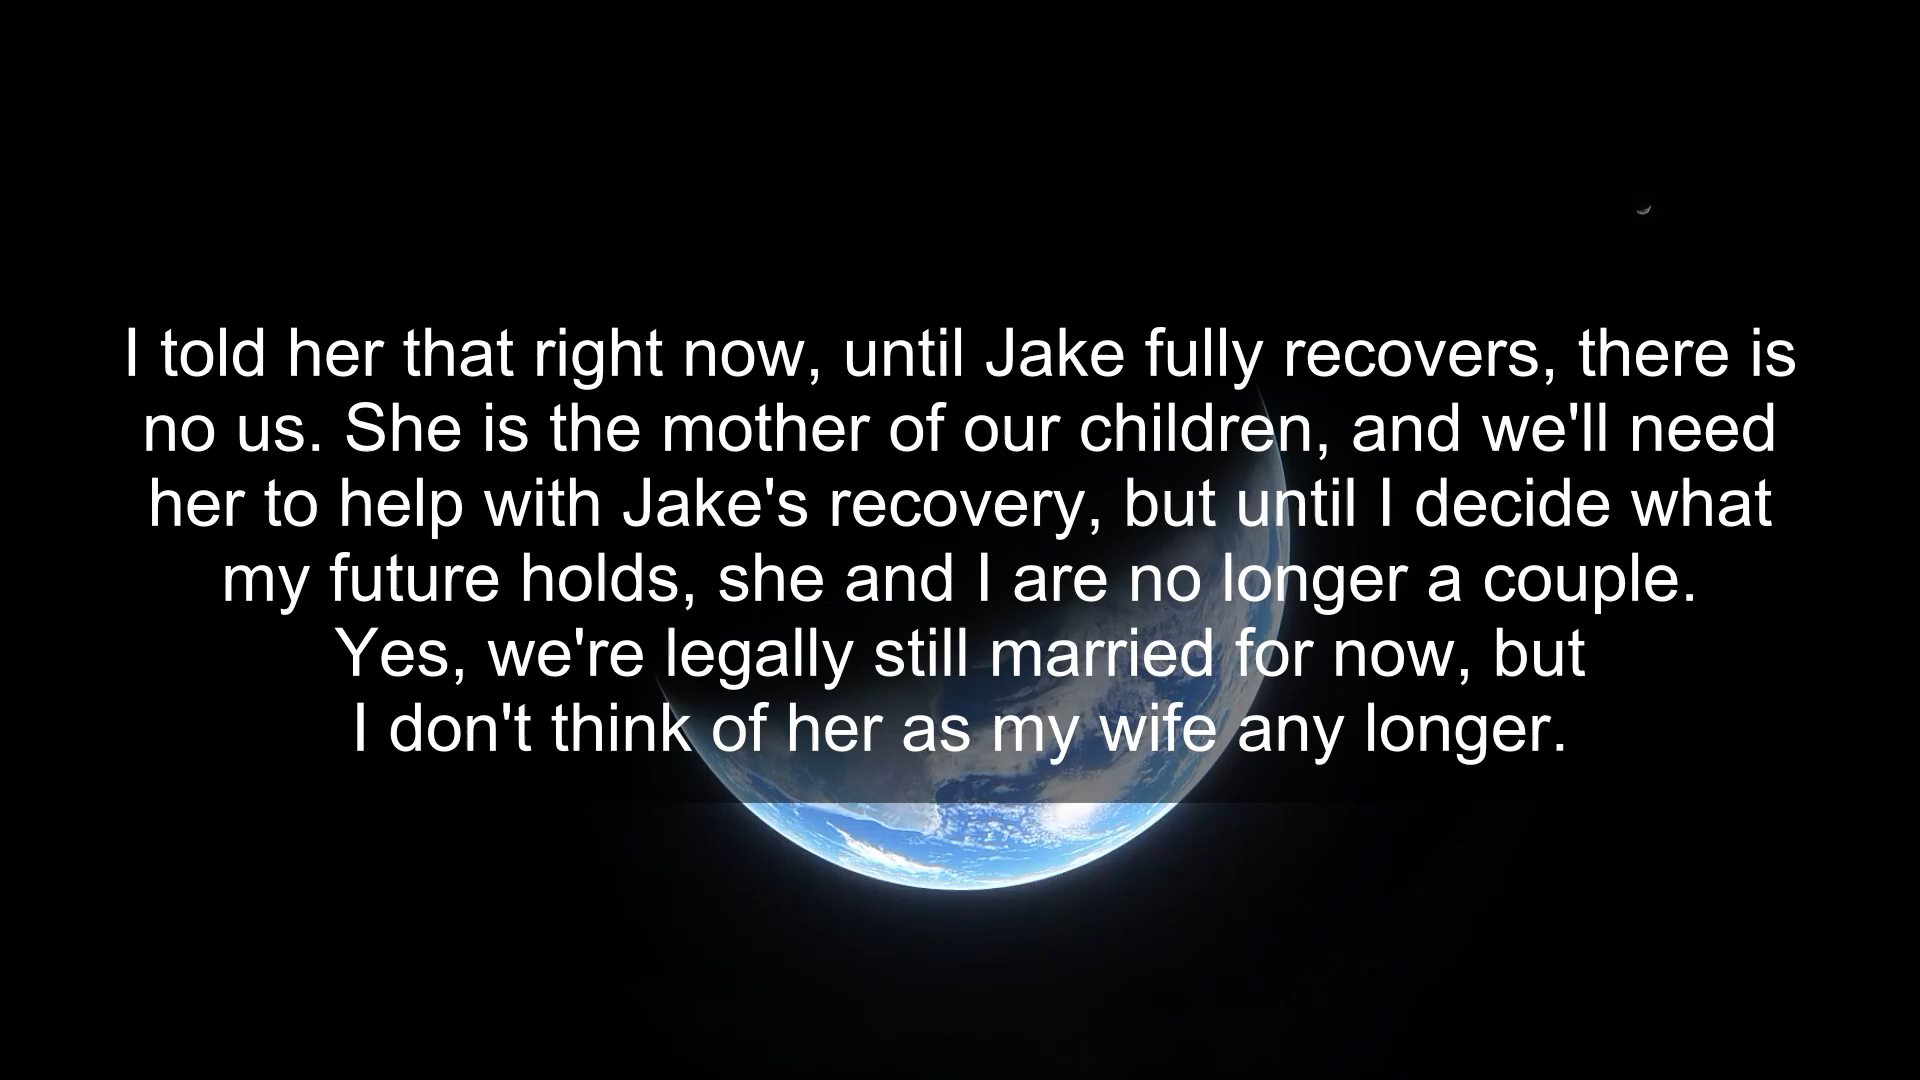 I told her that right now, until Jake fully recovers, there is
no us. She is the mother of our children, and we'll need
her to help with Jake's recovery, but until I decide what
my future holds, she and I are no longer a couple.
Yes, we're legally still married for now, but
I don't think of her as my wife any longer.